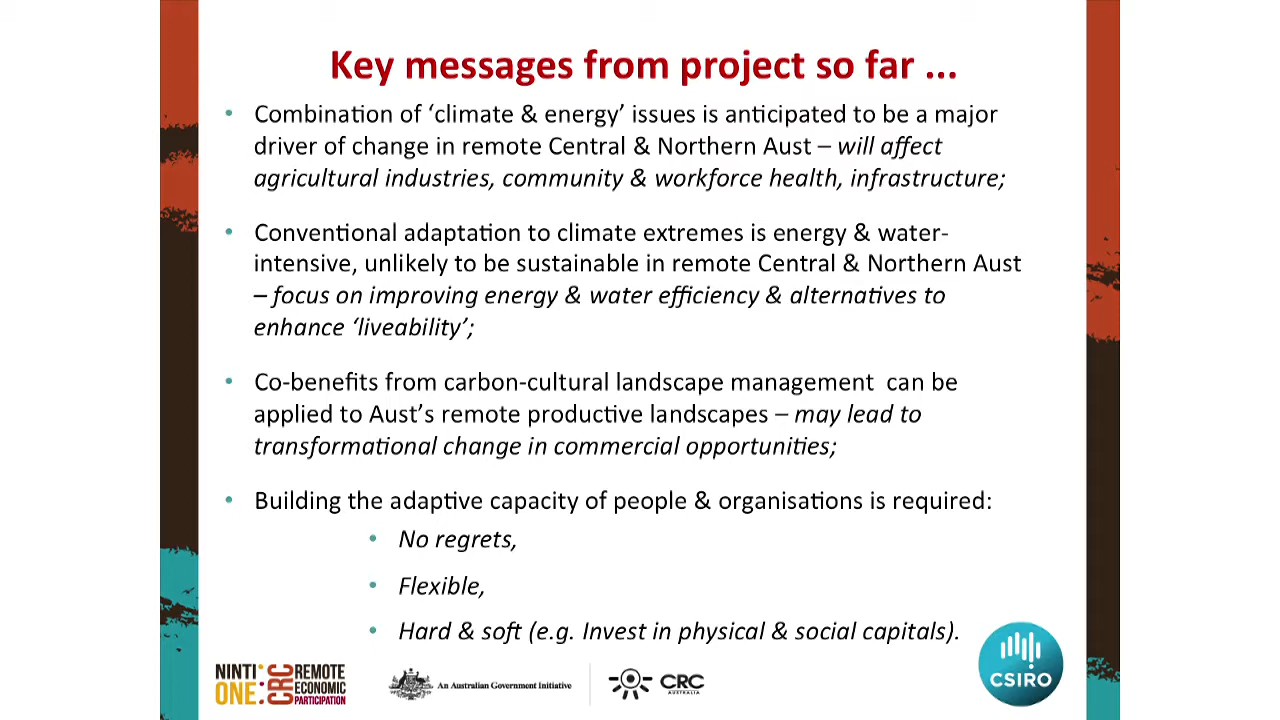 Key messages from project so far ...
• Combination of ‘climate & energy’ issues is anticipated to be a major
driver of change in remote Central & Northern Aust – will affect
agricultural industries, community & workforce health, infrastructure;
• Conventional adaptation to climate extremes is energy & water-
intensive, unlikely to be sustainable in remote Central & Northern Aust
– focus on improving energy & water efficiency & alternatives to
enhance ‘liveability’;
• Co-benefits from carbon-cultural landscape management  can be
applied to Aust’s remote productive landscapes – may lead to
transformational change in commercial opportunities;
• Building the adaptive capacity of people & organisations is required:
• No regrets,
• Flexible,
• Hard & soft (e.g. Invest in physical & social capitals).
NINTI
ONE
CRC
REMOTE
ECONOMIC
PARTICIPATION
An Australian Government Initiative
CRC
AUSTRALIA
CSIRO